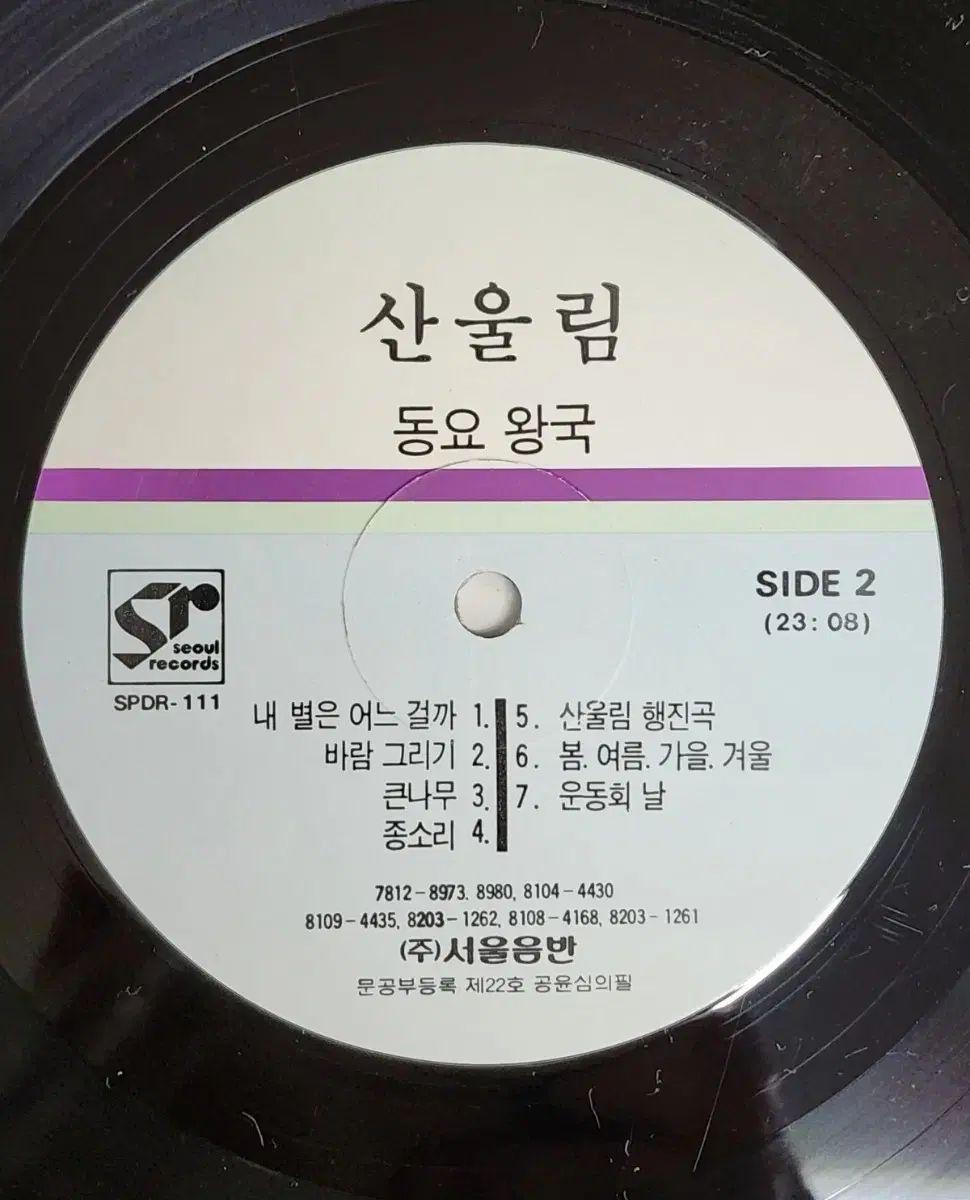 산울림
동요 왕국
SIDE 2
(23: 08)
seoul
records
SPDR-111
내 별은 어느 걸까 1.
바람 그리기 2.
큰나무 3.
종소리 4.
5. 산울림 행진곡
6. 봄. 여름. 가을. 겨울
7. 운동회 날
7812-8973. 8980, 8104-4430
8109-4435, 8203-1262, 8108-4168, 8203-1261
(주)서울음반
문공부등록 제22호 공윤심의필